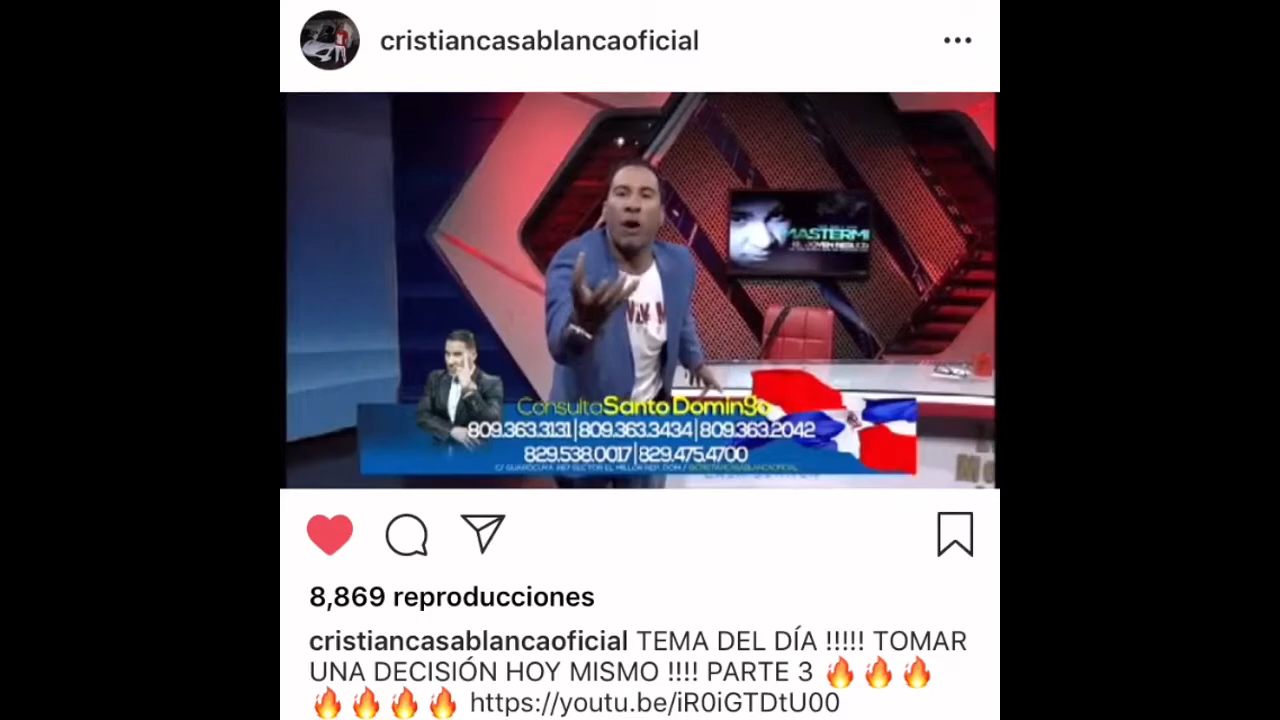 cristiancasablancaoficial
MASTERMI
ConsultaSanto Domingo
809.363.3131|809.363.3434|809.363.2042
829.538.0017|829.475.4700
8,869 reproducciones
cristiancasablancaoficial TEMA DEL DÍA !!!!! TOMAR
UNA DECISIÓN HOY MISMO !!!! PARTE 3 🔥🔥🔥
🔥🔥🔥🔥 https://youtu.be/iR0iGTDtU00